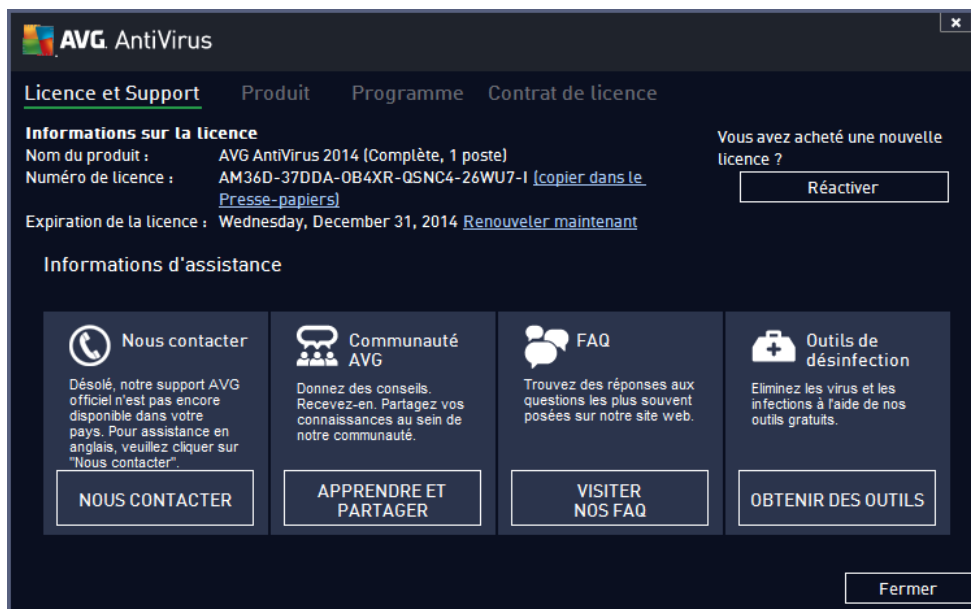 AVG. AntiVirus
Licence et Support Produit Programme Contrat de licence
Informations sur la licence
Nom du produit : AVG AntiVirus 2014 (Complète, 1 poste)
Numéro de licence : AM36D-37DDA-OB4XR-QSNC4-26WU7-I (copier dans le
Presse-papiers)
Expiration de la licence : Wednesday, December 31, 2014 Renouveler maintenant
Vous avez acheté une nouvelle
licence ?
Réactiver
Informations d'assistance
Nous contacter
Désolé, notre support AVG
officiel n'est pas encore
disponible dans votre
pays. Pour assistance en
anglais, veuillez cliquer sur
"Nous contacter".
NOUS CONTACTER
Communauté
AVG
Donnez des conseils.
Recevez-en. Partagez vos
connaissances au sein de
notre communauté.
APPRENDRE ET
PARTAGER
FAQ
Trouvez des réponses aux
questions les plus souvent
posées sur notre site web.
VISITER
NOS FAQ
Outils de
désinfection
Eliminez les virus et les
infections à l'aide de nos
outils gratuits.
OBTENIR DES OUTILS
Fermer